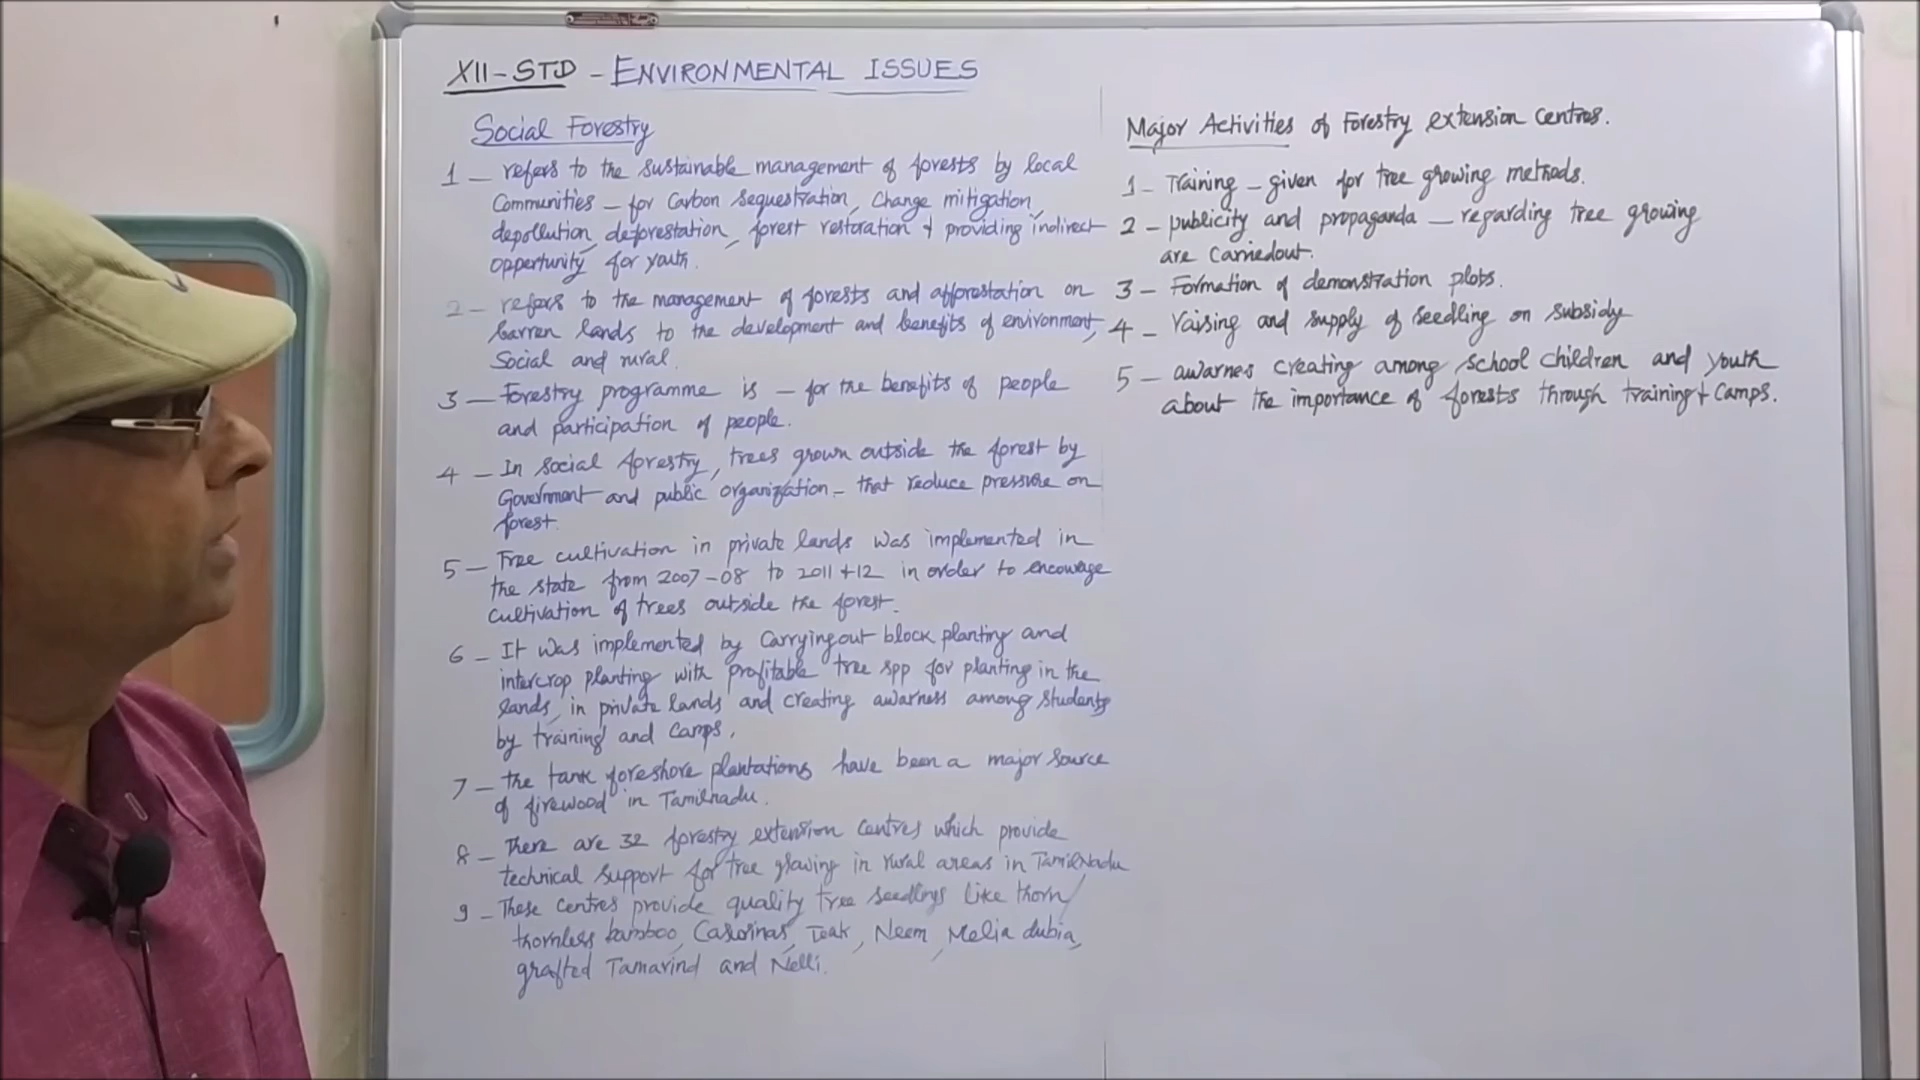 XII-STD - ENVIRONMENTAL ISSUES
Social Forestry
1 – refers to the sustainable management of forests by local
Communities – for Carbon sequestration, Change mitigation,
depollution, deforestation, forest restoration + providing indirect
opportunity for youth.
2 – refers to the management of forests and afforestation on
barren lands to the development and benefits of environment,
Social and rural.
3 – Forestry programme is – for the benefits of people
and participation of people.
4 – In social forestry, trees grown outside the forest by
Government and public organization – that reduce pressure on
forest.
5 – Free cultivation in private lands was implemented in
the state from 2007-08 to 2011+12 in order to encourage
cultivation of trees outside the forest.
6 – It was implemented by Carryingout block planting and
intercrop planting with profitable tree spp for planting in the
lands, in private lands and creating awarness among students
by training and camps.
7 – the tank foreshore plantations have been a major source
of firewood in Tamilnadu.
8 – There are 32 forestry extension centres which provide
technical support for tree glowing in rural areas in TamilNadu
9 – These centres provide quality tree seedlings like thorn/
thornless bamboo, Casurinas, Teak, Neem, Melia dubia,
grafted Tamarind and Nelli.
Major Activities of Forestry extension Centres.
1 – Training – given for tree growing methods.
2 – publicity and propaganda – regarding tree growing
are Carriedout.
3 – Formation of demonstration plots.
4 – raising and supply of seedling on subsidy
5 – awarnes creating among school children and youth
about the importance of forests through training + camps.